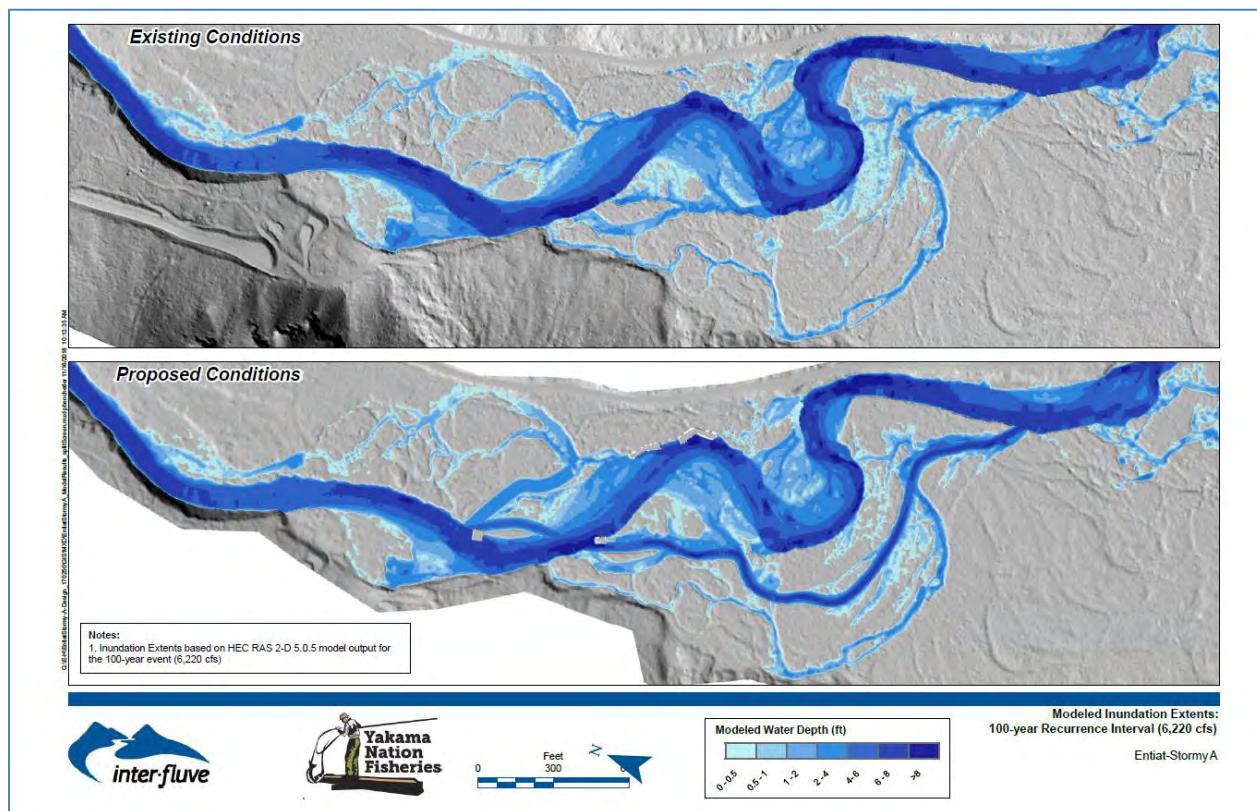 Existing Conditions
Proposed Conditions
Notes:
1. Inundation Extents based on HEC RAS 2-D 5.0.5 model output for
the 100-year event (6,220 cfs)
inter-fluve
Yakama
Nation
Fisheries
Feet
0 300
N
Modeled Water Depth (ft)
0 - 0.5
0.5 - 1
1 - 2
2 - 4
4-6
6 - 8
>8
Modeled Inundation Extents:
100-year Recurrence Interval (6,220 cfs)
Entiat-Stormy A